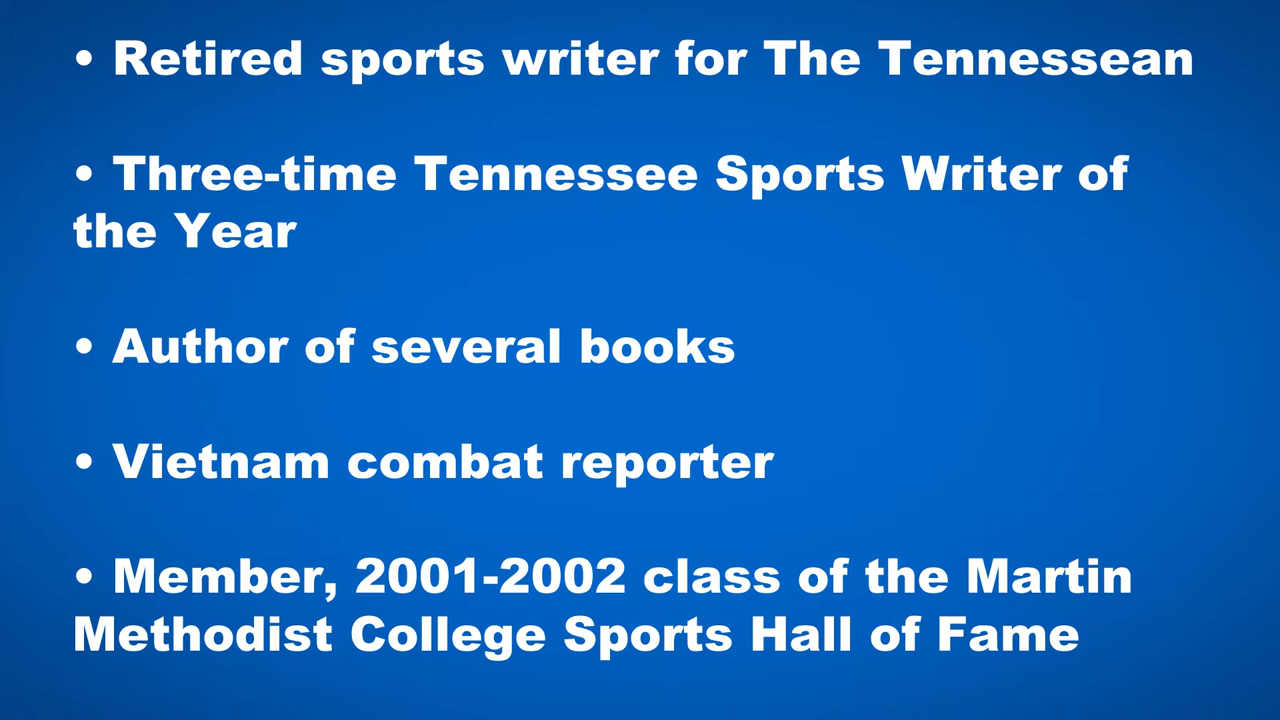 • Retired sports writer for The Tennessean
• Three-time Tennessee Sports Writer of
the Year
• Author of several books
• Vietnam combat reporter
• Member, 2001-2002 class of the Martin
Methodist College Sports Hall of Fame